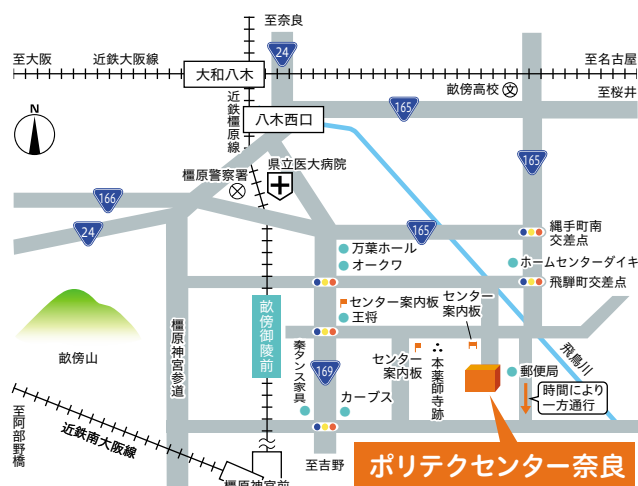 至奈良
24
至大阪
近鉄大阪線
大和八木
至名古屋
畝傍高校
文
至桜井
N
近鉄橿原線
八木西口
165
165
県立医大病院
橿原警察署
166
24
165
縄手町南
交差点
万葉ホール
オークワ
ホームセンターダイキ
飛騨町交差点
センター案内板
王将
センター
案内板
畝傍御陵前
畝傍山
橿原神宮参道
秦タンス家具
169
センター
案内板
本薬師寺跡
飛鳥川
郵便局
時間により
一方通行
カーブス
至阿部野橋
近鉄南大阪線
至吉野
橿原神宮前
ポリテクセンター奈良